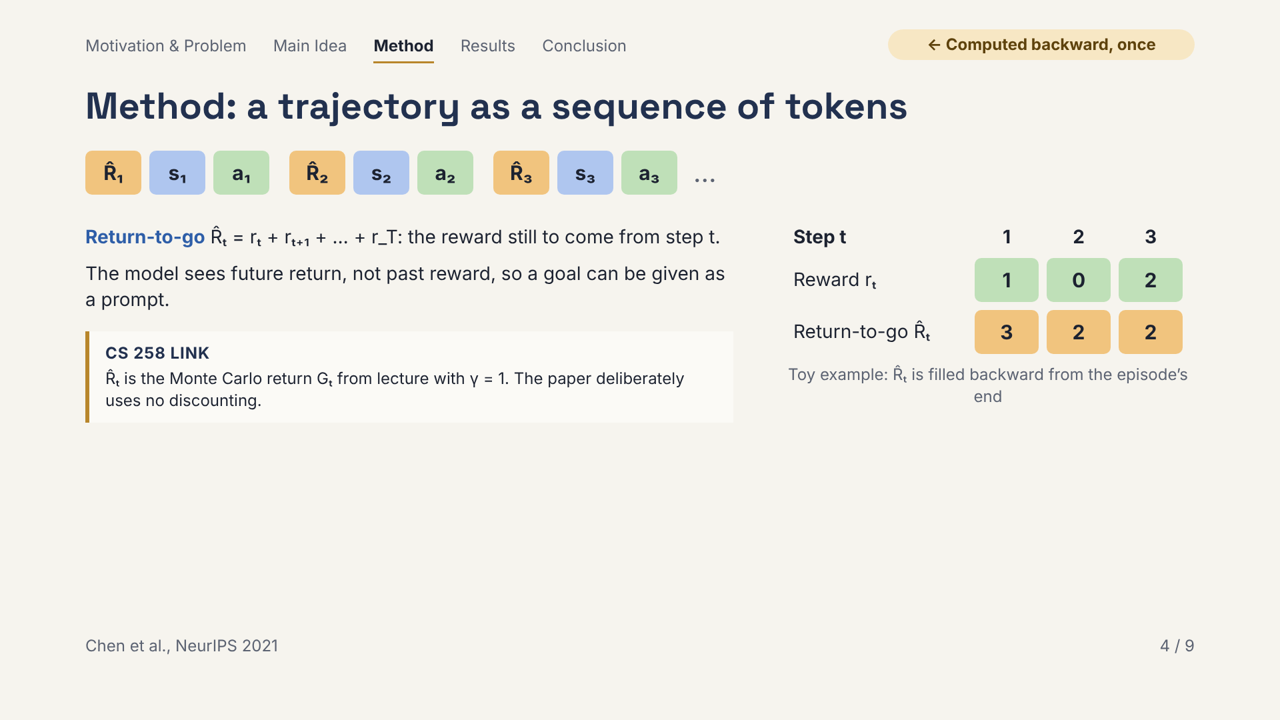 Motivation & Problem Main Idea Method Results Conclusion
← Computed backward, once
Method: a trajectory as a sequence of tokens
R̂₁ s₁ a₁ R̂₂ s₂ a₂ R̂₃ s₃ a₃ …
Return-to-go R̂ₜ = rₜ + rₜ₊₁ + … + r_T: the reward still to come from step t.
The model sees future return, not past reward, so a goal can be given as
a prompt.
CS 258 LINK
R̂ₜ is the Monte Carlo return Gₜ from lecture with γ = 1. The paper deliberately
uses no discounting.
Step t 1 2 3
Reward rₜ 1 0 2
Return-to-go R̂ₜ 3 2 2
Toy example: R̂ₜ is filled backward from the episode’s
end
Chen et al., NeurIPS 2021
4 / 9